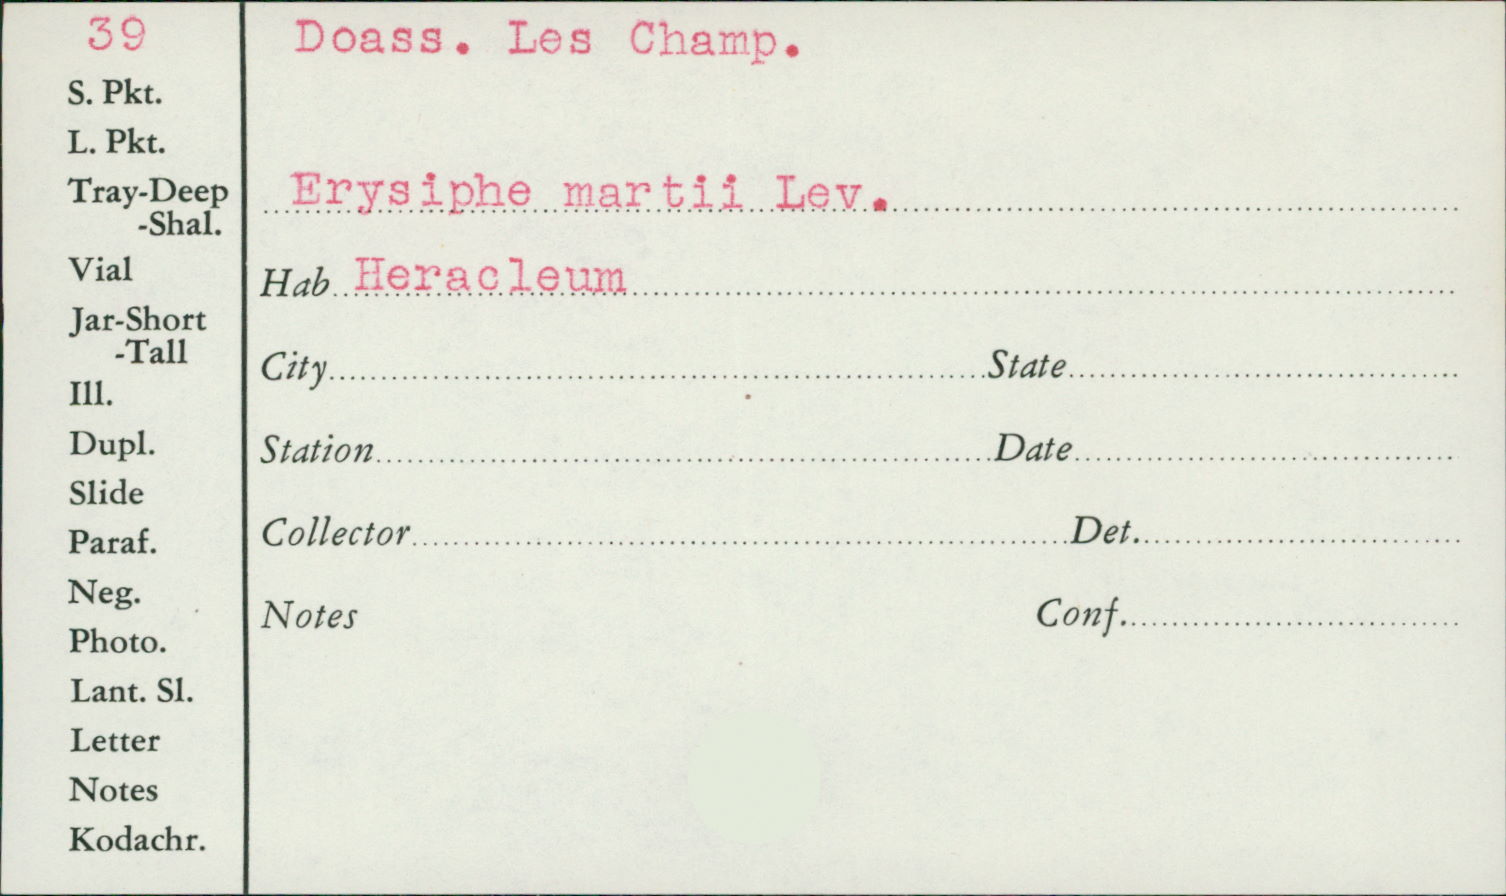 39
Doass. Les Champ.
S. Pkt.
L. Pkt.
Tray-Deep
-Shal.
Erysiphe martii Lev.
Vial
Hab Heracleum
Jar-Short
-Tall
City State
Ill.
Dupl.
Station Date
Slide
Paraf.
Collector Det.
Neg.
Notes Conf.
Photo.
Lant. Sl.
Letter
Notes
Kodachr.